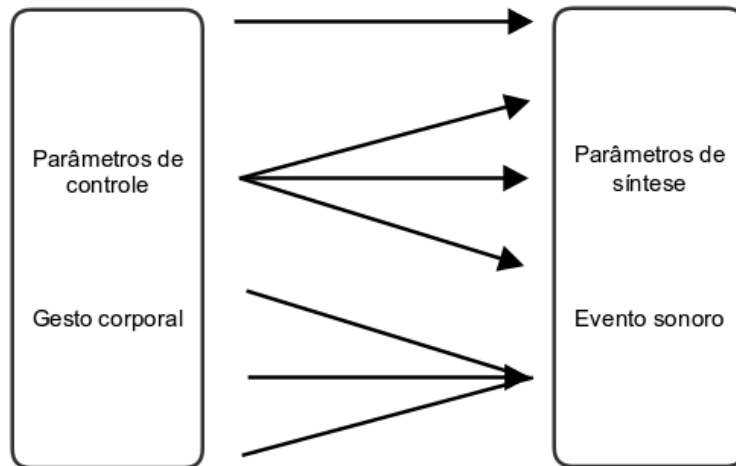 Parâmetros de
controle
Gesto corporal
Parâmetros de
síntese
Evento sonoro